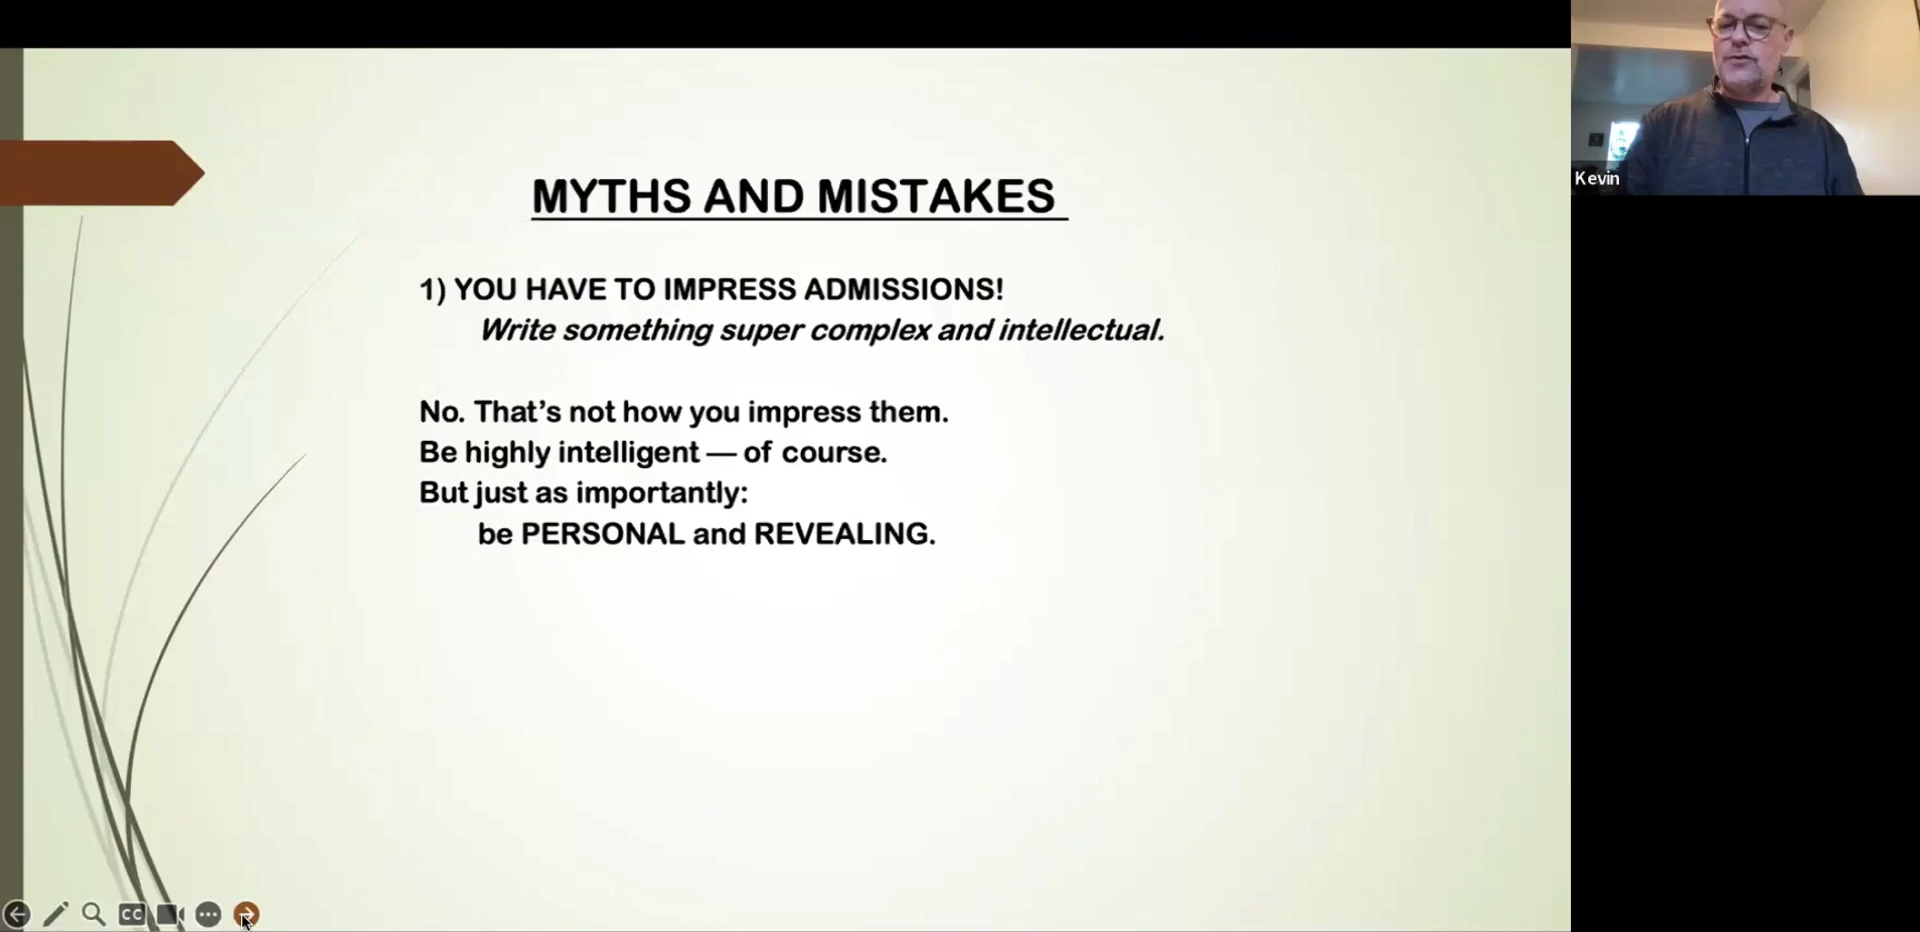 MYTHS AND MISTAKES
1) YOU HAVE TO IMPRESS ADMISSIONS!
Write something super complex and intellectual.
No. That’s not how you impress them.
Be highly intelligent — of course.
But just as importantly:
be PERSONAL and REVEALING.
Kevin
CC